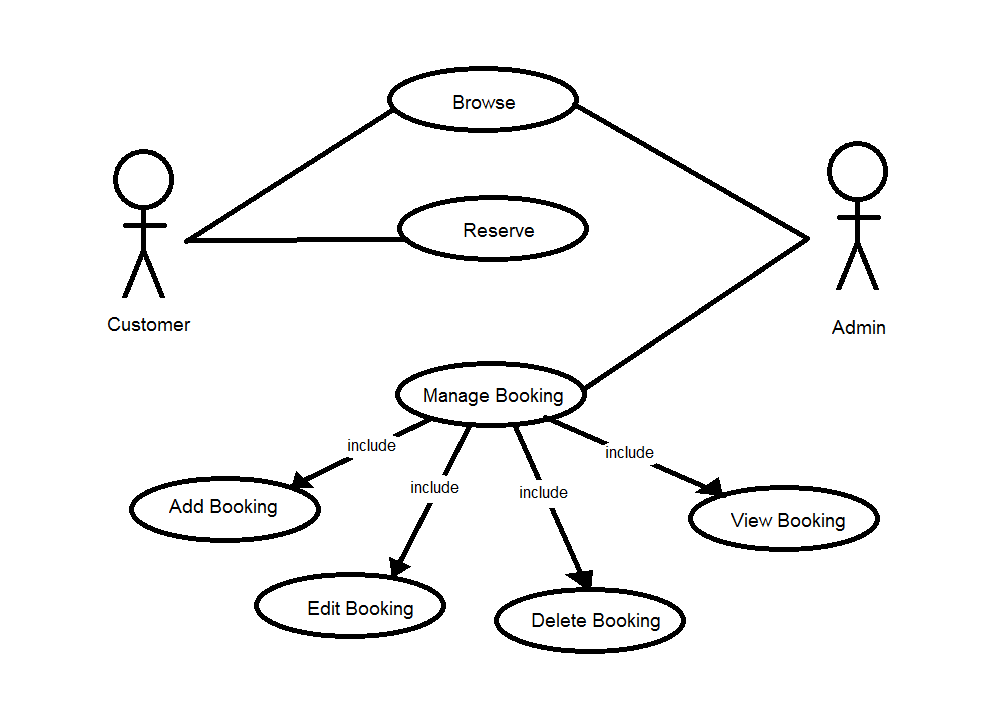 Browse
Reserve
Customer
Admin
Manage Booking
include
include
include
include
Add Booking
View Booking
Edit Booking
Delete Booking